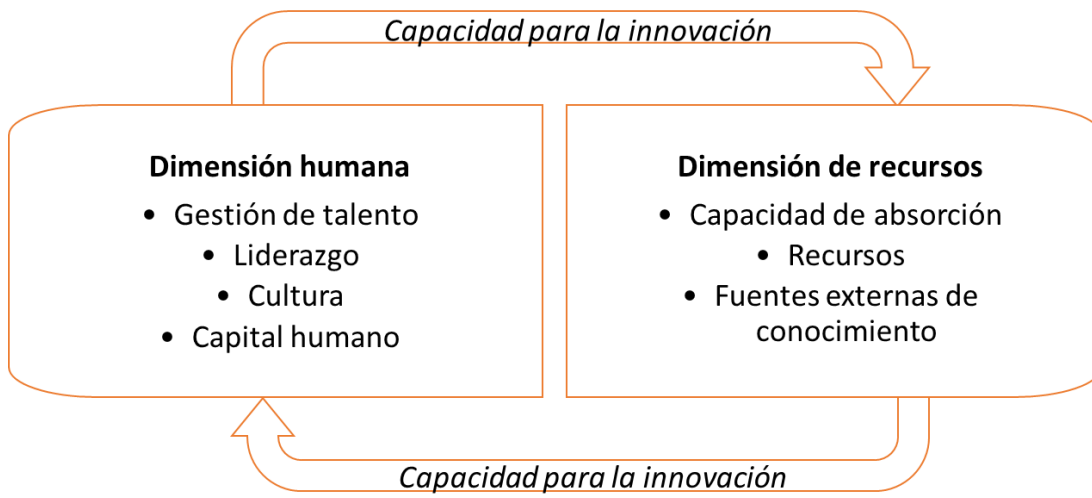 Capacidad para la innovación
Dimensión humana
• Gestión de talento
• Liderazgo
• Cultura
• Capital humano
Dimensión de recursos
• Capacidad de absorción
• Recursos
• Fuentes externas de
conocimiento
Capacidad para la innovación